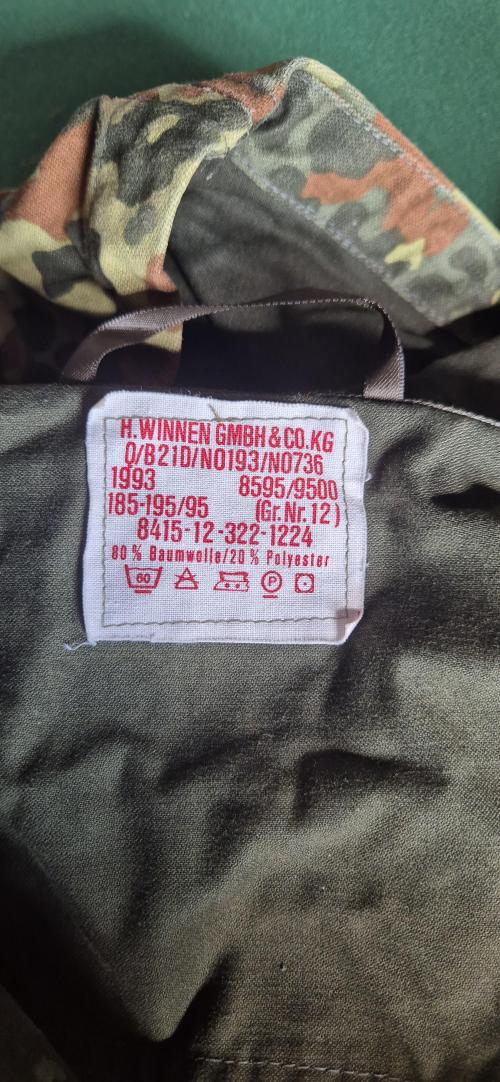 H.WINNEN GMBH & CO.KG
Q/B21D/N0193/N0736
1993 8595/9500
185-195/95 (Gr.Nr.12)
8415-12-322-1224
80% Baumwolle/20% Polyester
60 P